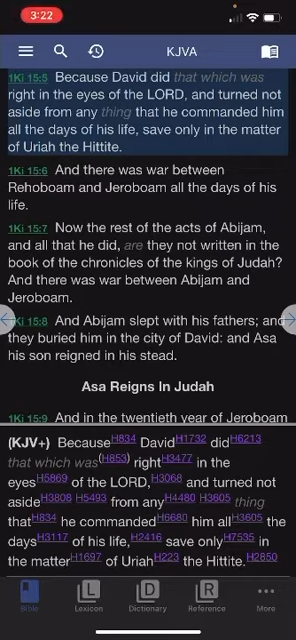 3:22
KJVA
1Ki 15:5 Because David did that which was
right in the eyes of the LORD, and turned not
aside from any thing that he commanded him
all the days of his life, save only in the matter
of Uriah the Hittite.
1Ki 15:6 And there was war between
Rehoboam and Jeroboam all the days of his
life.
1Ki 15:7 Now the rest of the acts of Abijam,
and all that he did, are they not written in the
book of the chronicles of the kings of Judah?
And there was war between Abijam and
Jeroboam.
1Ki 15:8 And Abijam slept with his fathers; and
they buried him in the city of David: and Asa
his son reigned in his stead.
Asa Reigns In Judah
1Ki 15:9 And in the twentieth year of Jeroboam
(KJV+) Because H834 David H1732 did H6213
that which was (H853) right H3477 in the
eyes H5869 of the LORD, H3068 and turned not
aside H3808 H5493 from any H4480 H3605 thing
that H834 he commanded H6680 him all H3605 the
days H3117 of his life, H2416 save only H7535 in
the matter H1697 of Uriah H223 the Hittite. H2850
L D R
Bible Lexicon Dictionary Reference More